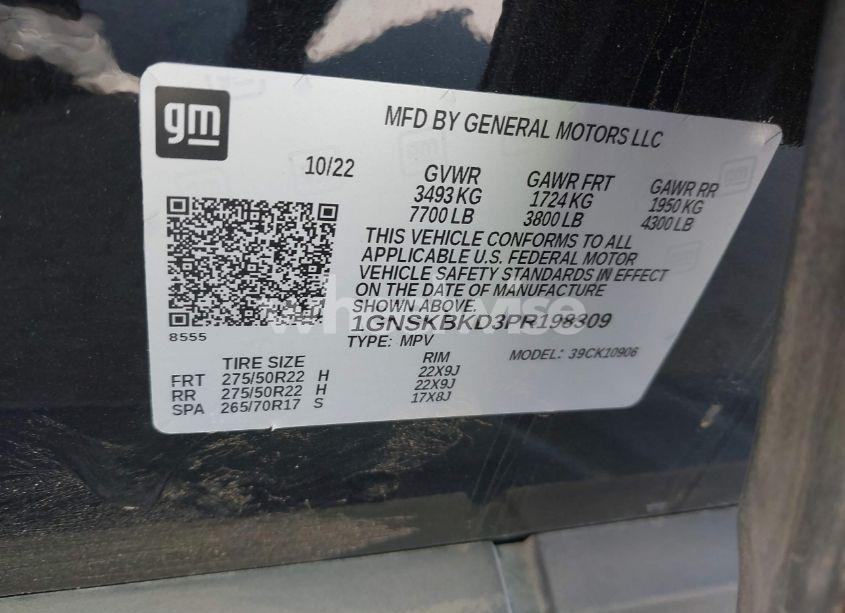 gm
MFD BY GENERAL MOTORS LLC
10/22
GVWR GAWR FRT GAWR RR
3493 KG 1724 KG 1950 KG
7700 LB 3800 LB 4300 LB
THIS VEHICLE CONFORMS TO ALL
APPLICABLE U.S. FEDERAL MOTOR
VEHICLE SAFETY STANDARDS IN EFFECT
ON THE DATE OF MANUFACTURE
SHOWN ABOVE.
1GNSKBKD3PR198309
8555
TYPE: MPV MODEL: 39CK10906
TIRE SIZE RIM
FRT 275/50R22 H 22X9J
RR 275/50R22 H 22X9J
SPA 265/70R17 S 17X8J